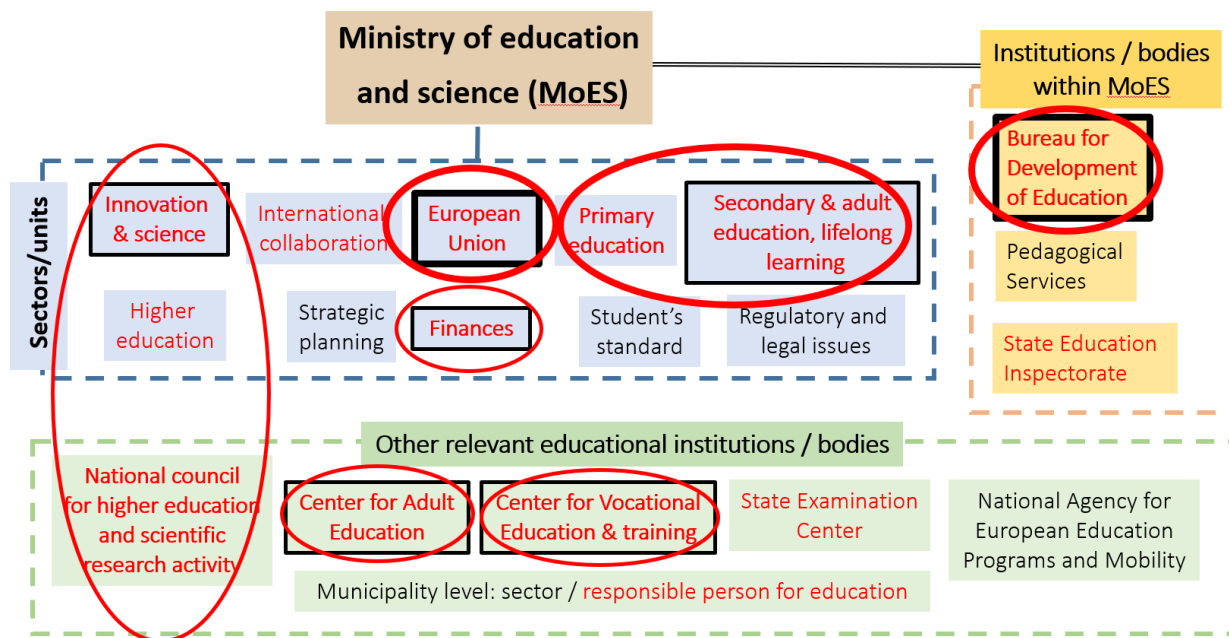 Ministry of education
and science (MoES)
Institutions / bodies
within MoES
Bureau for
Development
of Education
Pedagogical
Services
State Education
Inspectorate
Sectors/units
Innovation
& science
International
collaboration
European
Union
Primary
education
Secondary & adult
education, lifelong
learning
Higher
education
Strategic
planning
Finances
Student’s
standard
Regulatory and
legal issues
Other relevant educational institutions / bodies
National council
for higher education
and scientific
research activity
Center for Adult
Education
Center for Vocational
Education & training
State Examination
Center
National Agency for
European Education
Programs and Mobility
Municipality level: sector / responsible person for education